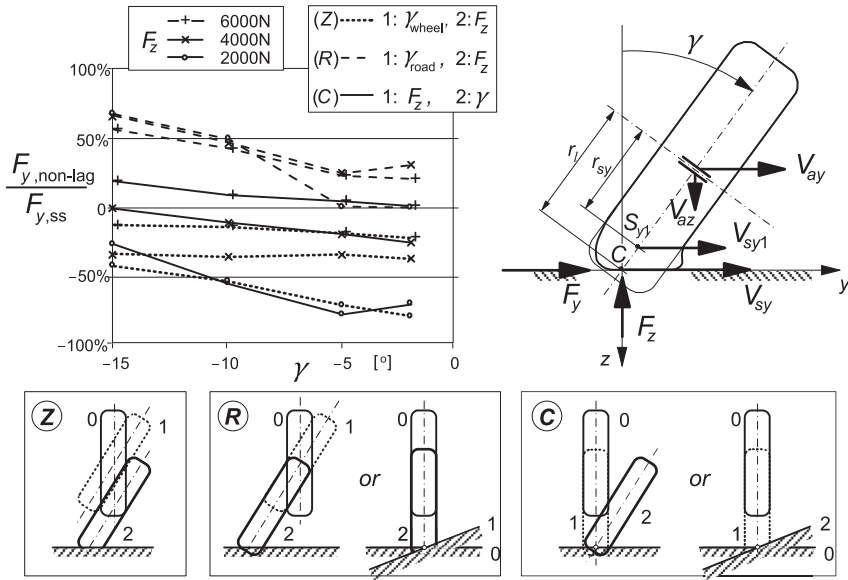 F_z
6000N
4000N
2000N
(Z) 1: γ_wheel, 2: F_z
(R) 1: γ_road, 2: F_z
(C) 1: F_z, 2: γ
100%
50%
0
−50%
−100%
F_y,non-lag
F_y,ss
−15
−10
−5
[°]
0
γ
γ
r_l
r_sy
V_ay
V_az
S_y1
V_sy1
C
V_sy
y
F_y
F_z
z
Z
0
1
2
R
0
1
2
or
0
2
1
0
C
0
1
2
or
0
1
2
0